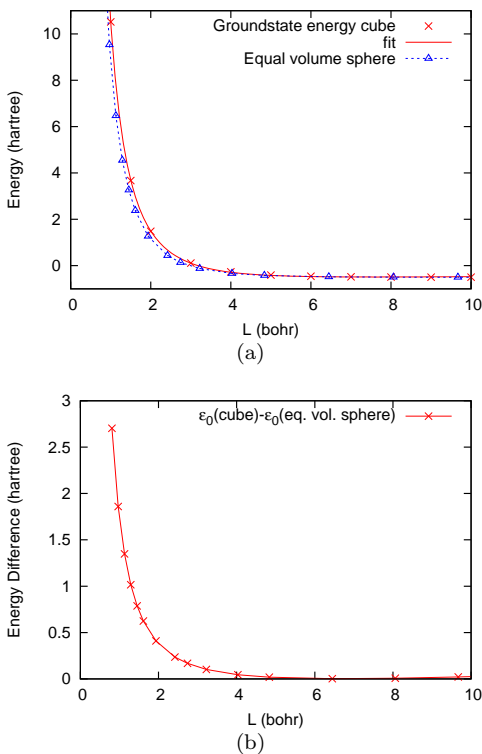 Groundstate energy cube
fit
Equal volume sphere
Energy (hartree)
10
8
6
4
2
0
0 2 4 6 8 10
L (bohr)
(a)
ε0(cube)-ε0(eq. vol. sphere)
Energy Difference (hartree)
3
2.5
2
1.5
1
0.5
0
0 2 4 6 8 10
L (bohr)
(b)